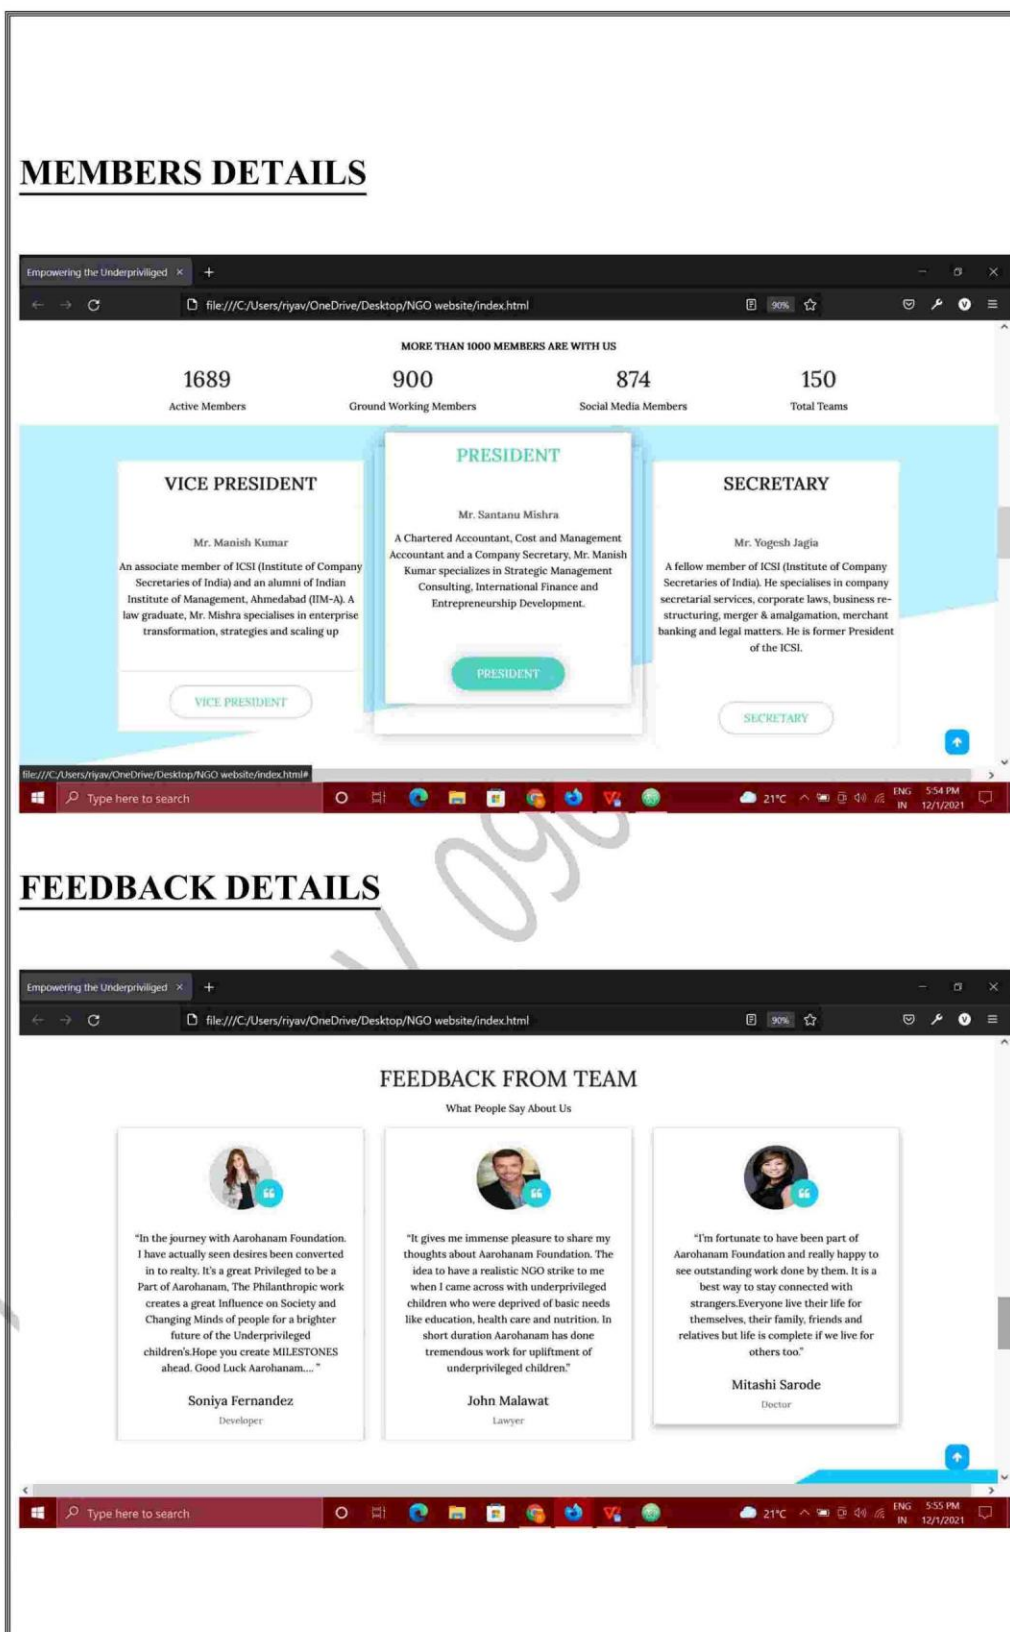 MEMBERS DETAILS
Empowering the Underpriviliged × +
file:///C:/Users/riyav/OneDrive/Desktop/NGO website/index.html 90%
MORE THAN 1000 MEMBERS ARE WITH US
1689 900 874 150
Active Members Ground Working Members Social Media Members Total Teams
VICE PRESIDENT
Mr. Manish Kumar
An associate member of ICSI (Institute of Company
Secretaries of India) and an alumni of Indian
Institute of Management, Ahmedabad (IIM-A). A
law graduate, Mr. Mishra specialises in enterprise
transformation, strategies and scaling up
VICE PRESIDENT
PRESIDENT
Mr. Santanu Mishra
A Chartered Accountant, Cost and Management
Accountant and a Company Secretary, Mr. Manish
Kumar specializes in Strategic Management
Consulting, International Finance and
Entrepreneurship Development.
PRESIDENT
SECRETARY
Mr. Yogesh Jagia
A fellow member of ICSI (Institute of Company
Secretaries of India). He specialises in company
secretarial services, corporate laws, business re-
structuring, merger & amalgamation, merchant
banking and legal matters. He is former President
of the ICSI.
SECRETARY
file:///C:/Users/riyav/OneDrive/Desktop/NGO website/index.html#
Type here to search 21°C ENG 5:54 PM
IN 12/1/2021
FEEDBACK DETAILS
Empowering the Underpriviliged × +
file:///C:/Users/riyav/OneDrive/Desktop/NGO website/index.html 90%
FEEDBACK FROM TEAM
What People Say About Us
“In the journey with Aarohanam Foundation.
I have actually seen desires been converted
in to realty. It's a great Privileged to be a
Part of Aarohanam, The Philanthropic work
creates a great Influence on Society and
Changing Minds of people for a brighter
future of the Underprivileged
children's.Hope you create MILESTONES
ahead. Good Luck Aarohanam.... ”
Soniya Fernandez
Developer
“It gives me immense pleasure to share my
thoughts about Aarohanam Foundation. The
idea to have a realistic NGO strike to me
when I came across with underprivileged
children who were deprived of basic needs
like education, health care and nutrition. In
short duration Aarohanam has done
tremendous work for upliftment of
underprivileged children.”
John Malawat
Lawyer
“I'm fortunate to have been part of
Aarohanam Foundation and really happy to
see outstanding work done by them. It is a
best way to stay connected with
strangers.Everyone live their life for
themselves, their family, friends and
relatives but life is complete if we live for
others too.”
Mitashi Sarode
Doctor
Type here to search 21°C ENG 5:55 PM
IN 12/1/2021